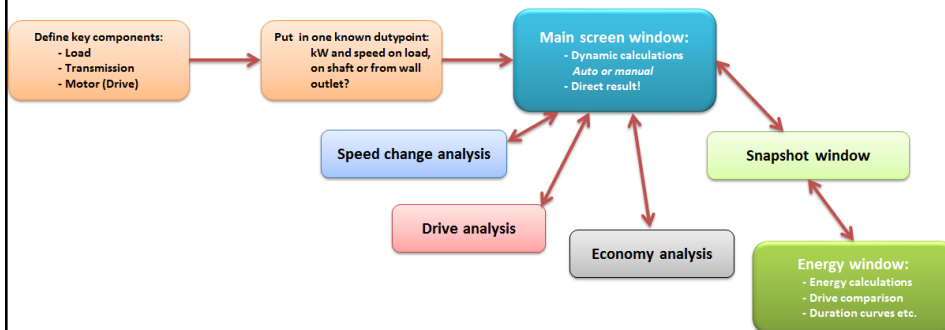 Define key components:
- Load
- Transmission
- Motor (Drive)
Put in one known dutypoint:
kW and speed on load,
on shaft or from wall
outlet?
Main screen window:
- Dynamic calculations
Auto or manual
- Direct result!
Speed change analysis
Snapshot window
Drive analysis
Economy analysis
Energy window:
- Energy calculations
- Drive comparison
- Duration curves etc.